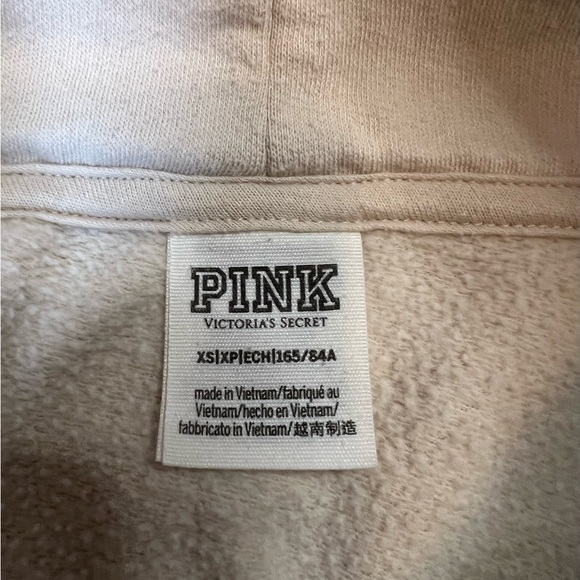 PINK
VICTORIA'S SECRET
XS|XP|ECH|165/84A
made in Vietnam/fabriqué au
Vietnam/hecho en Vietnam/
fabbricato in Vietnam/越南制造